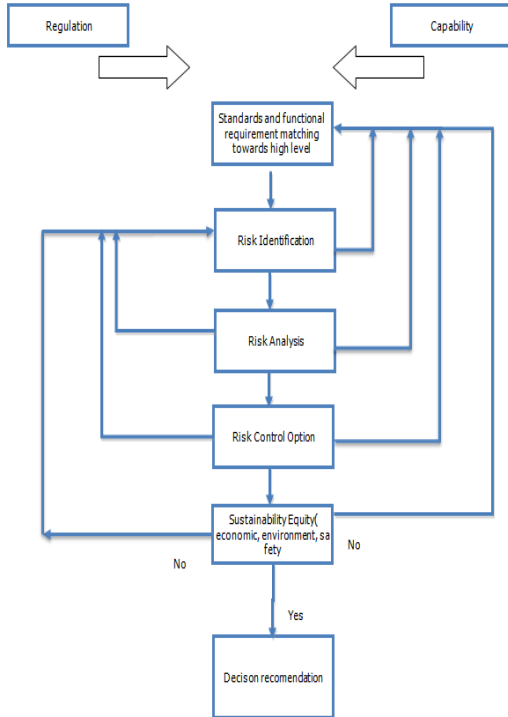 Regulation
Capability
Standards and functional
requirement matching
towards high level
Risk Identification
Risk Analysis
Risk Control Option
Sustainability Equity(
economic, environment, sa
fety
No
No
Yes
Decison recomendation